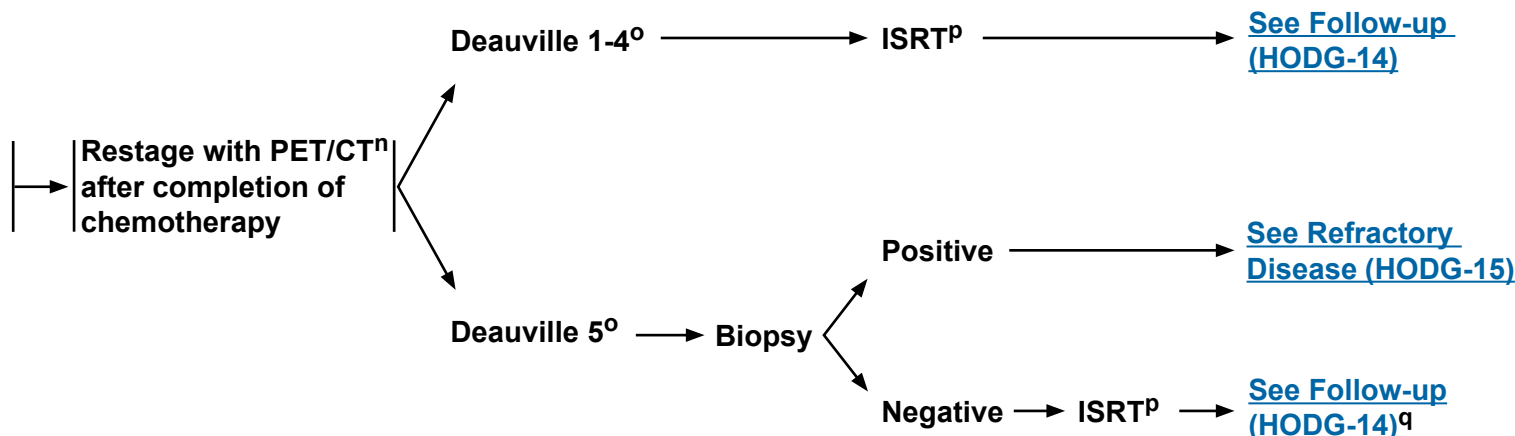 Deauville 1-4o
ISRTp
See Follow-up
(HODG-14)
Restage with PET/CTn
after completion of
chemotherapy
Deauville 5o
Biopsy
Positive
See Refractory
Disease (HODG-15)
Negative
ISRTp
See Follow-up
(HODG-14)q